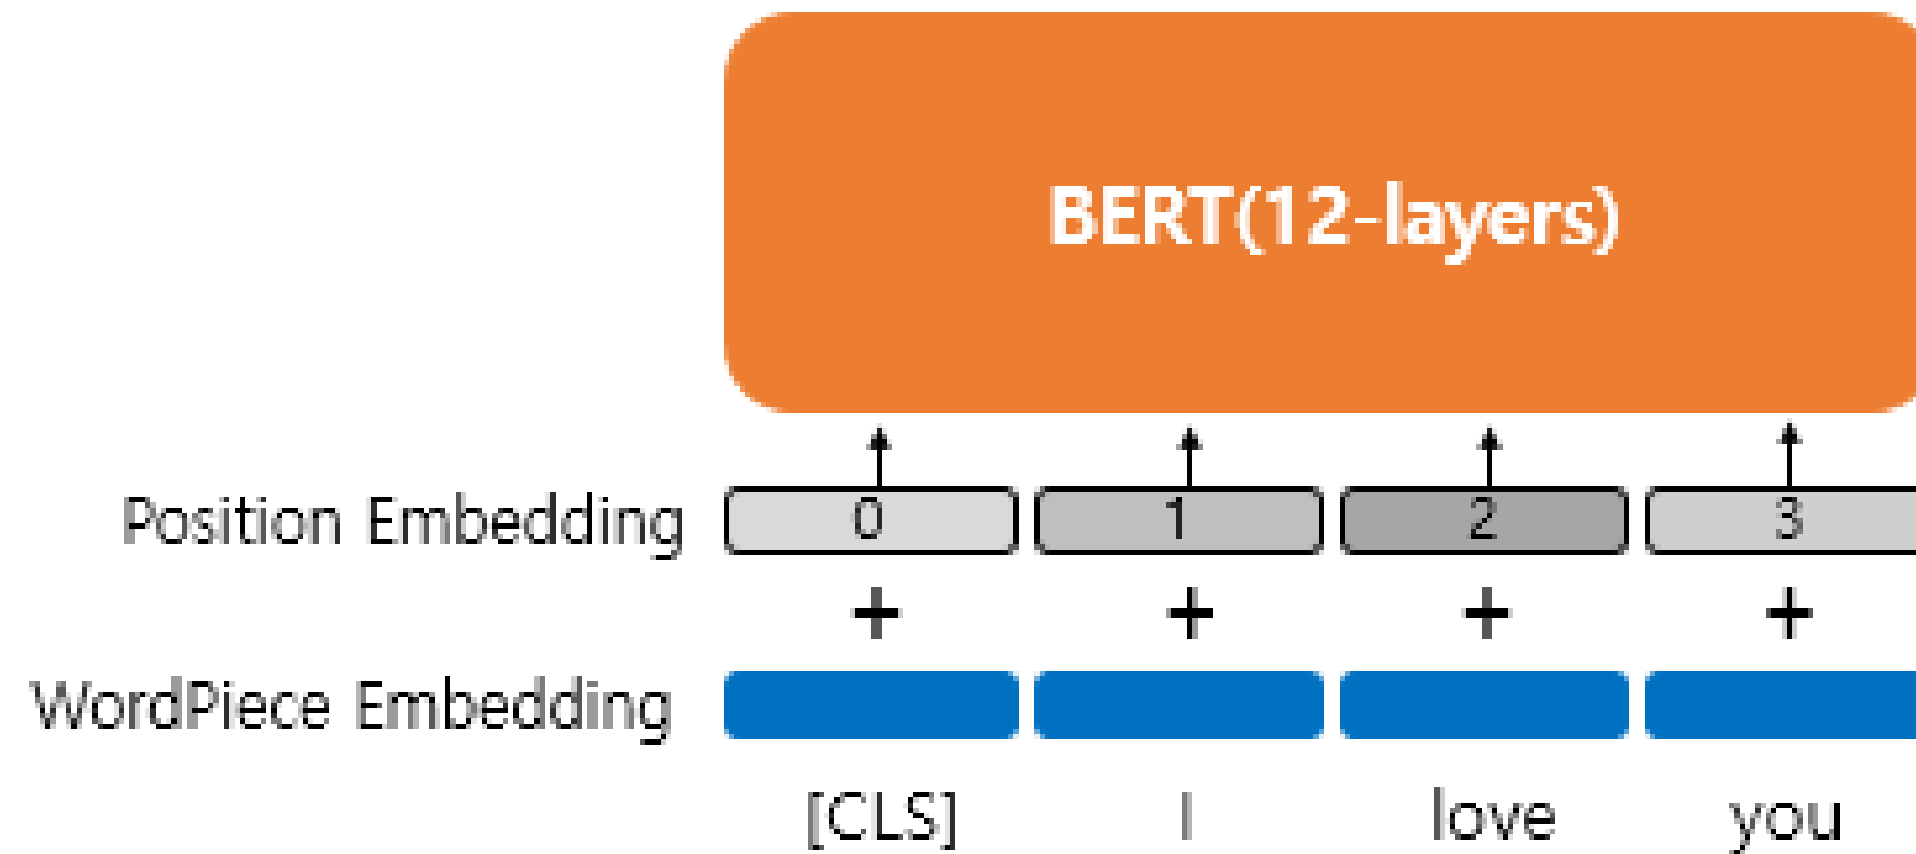 BERT(12-layers)
Position Embedding 0 1 2 3
+ + + +
WordPiece Embedding
[CLS] I love you